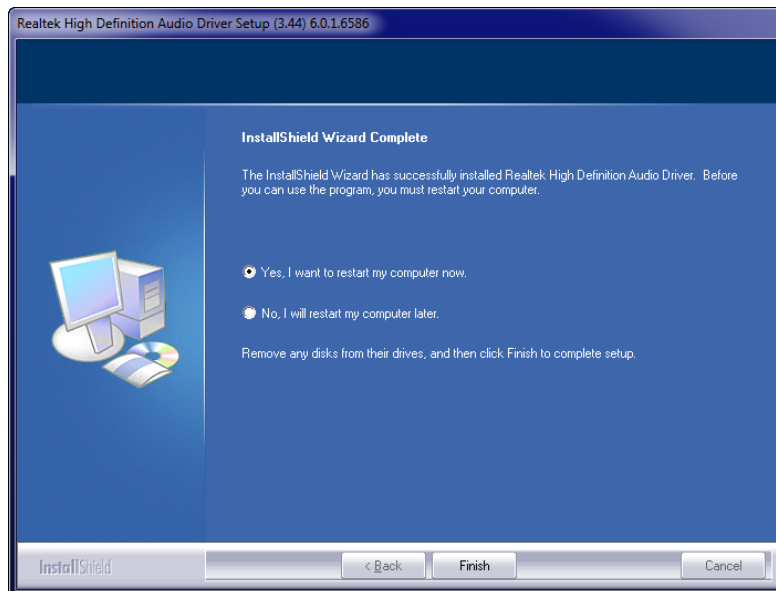 Realtek High Definition Audio Driver Setup (3.44) 6.0.1.6586
InstallShield Wizard Complete
The InstallShield Wizard has successfully installed Realtek High Definition Audio Driver. Before
you can use the program, you must restart your computer.
Yes, I want to restart my computer now.
No, I will restart my computer later.
Remove any disks from their drives, and then click Finish to complete setup.
InstallShield
< Back Finish Cancel